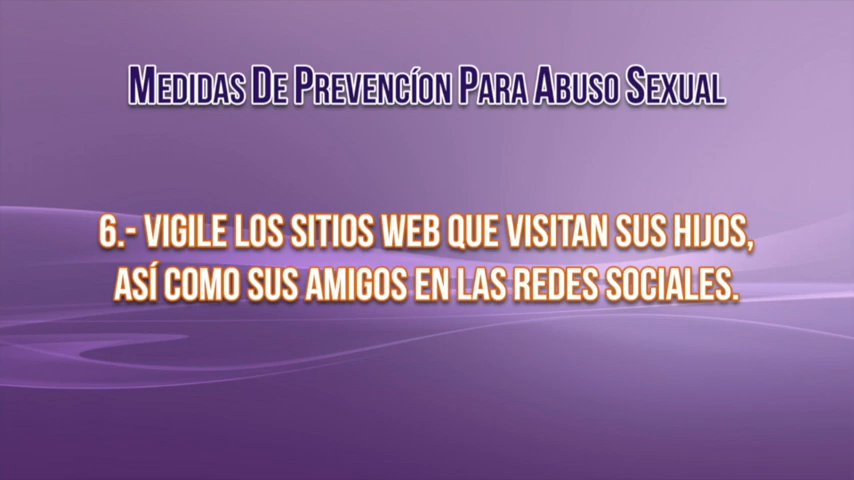 MEDIDAS DE PREVENCÍON PARA ABUSO SEXUAL
6.- VIGILE LOS SITIOS WEB QUE VISITAN SUS HIJOS,
ASÍ COMO SUS AMIGOS EN LAS REDES SOCIALES.